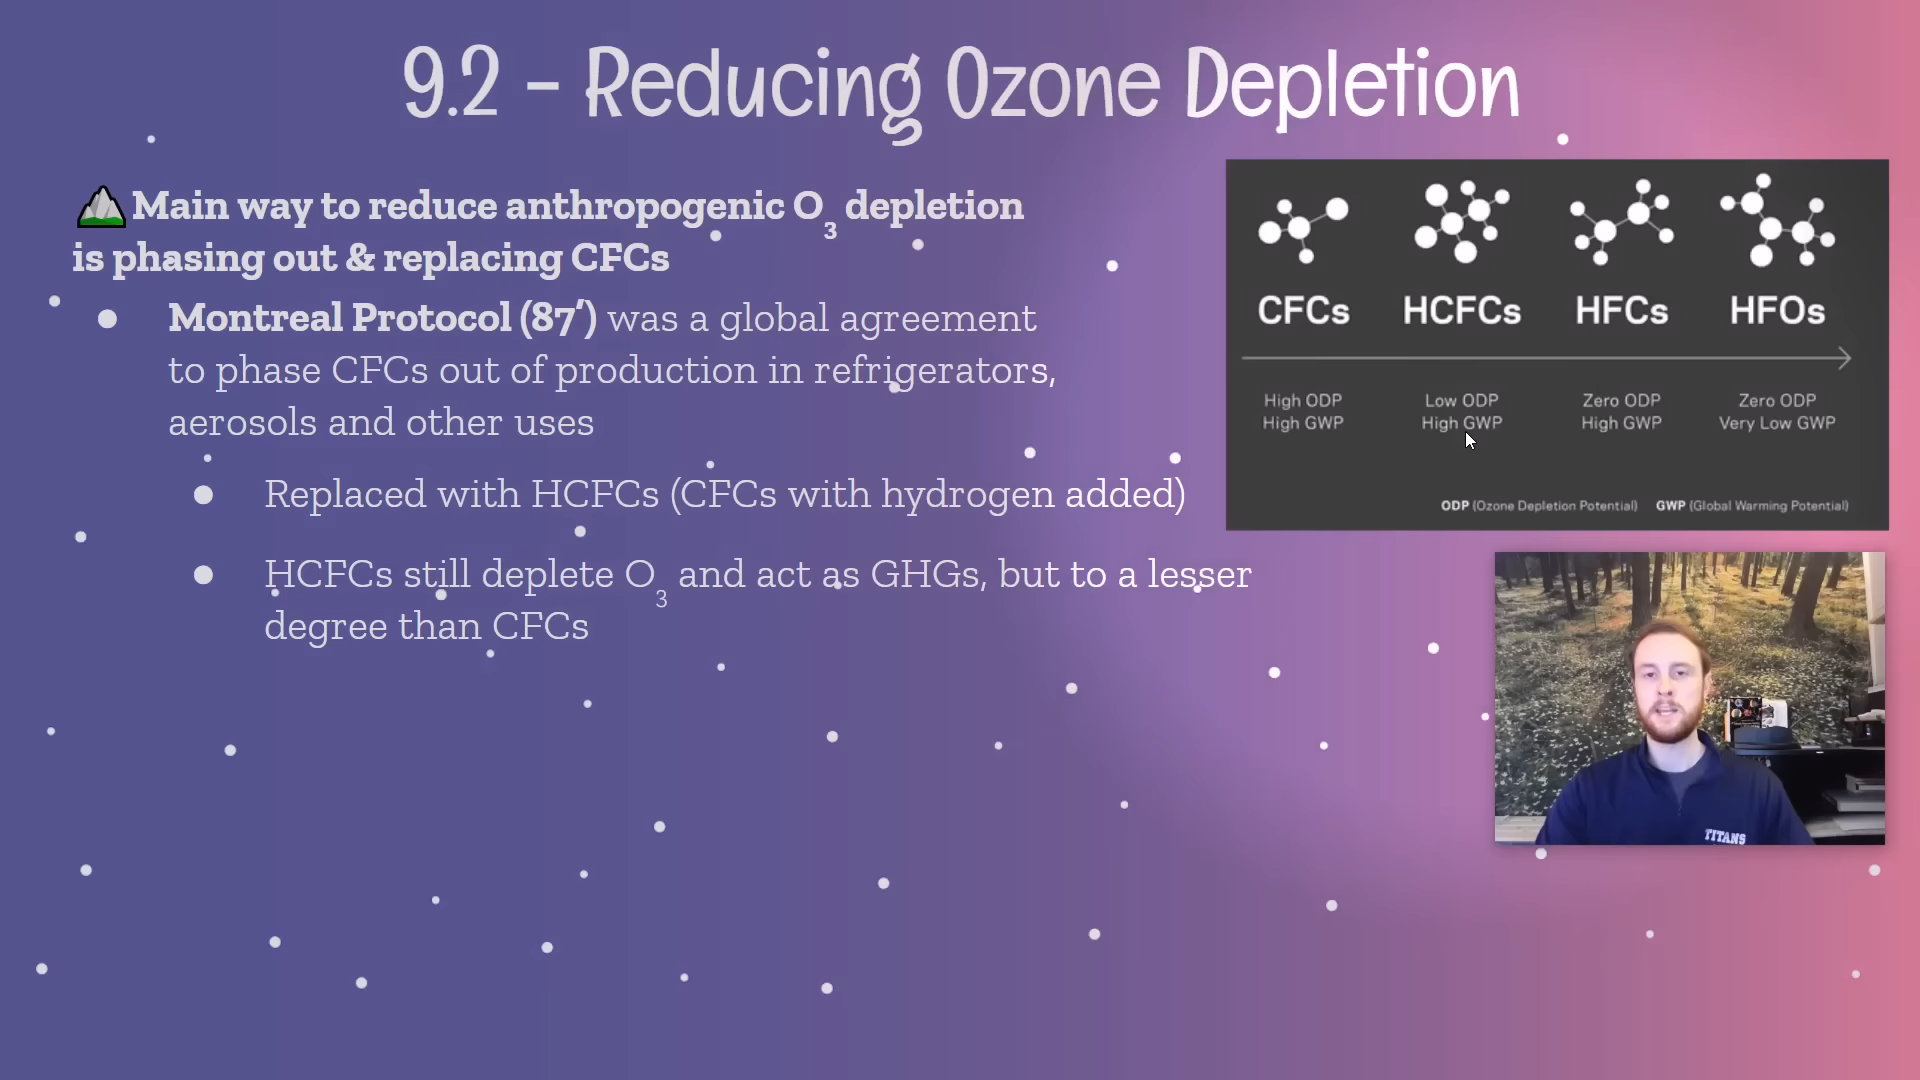 9.2 - Reducing Ozone Depletion
Main way to reduce anthropogenic O3 depletion
is phasing out & replacing CFCs
Montreal Protocol (87') was a global agreement
to phase CFCs out of production in refrigerators,
aerosols and other uses
Replaced with HCFCs (CFCs with hydrogen added)
HCFCs still deplete O3 and act as GHGs, but to a lesser
degree than CFCs
CFCs HCFCs HFCs HFOs
High ODP Low ODP Zero ODP Zero ODP
High GWP High GWP High GWP Very Low GWP
ODP (Ozone Depletion Potential) GWP (Global Warming Potential)
TITANS